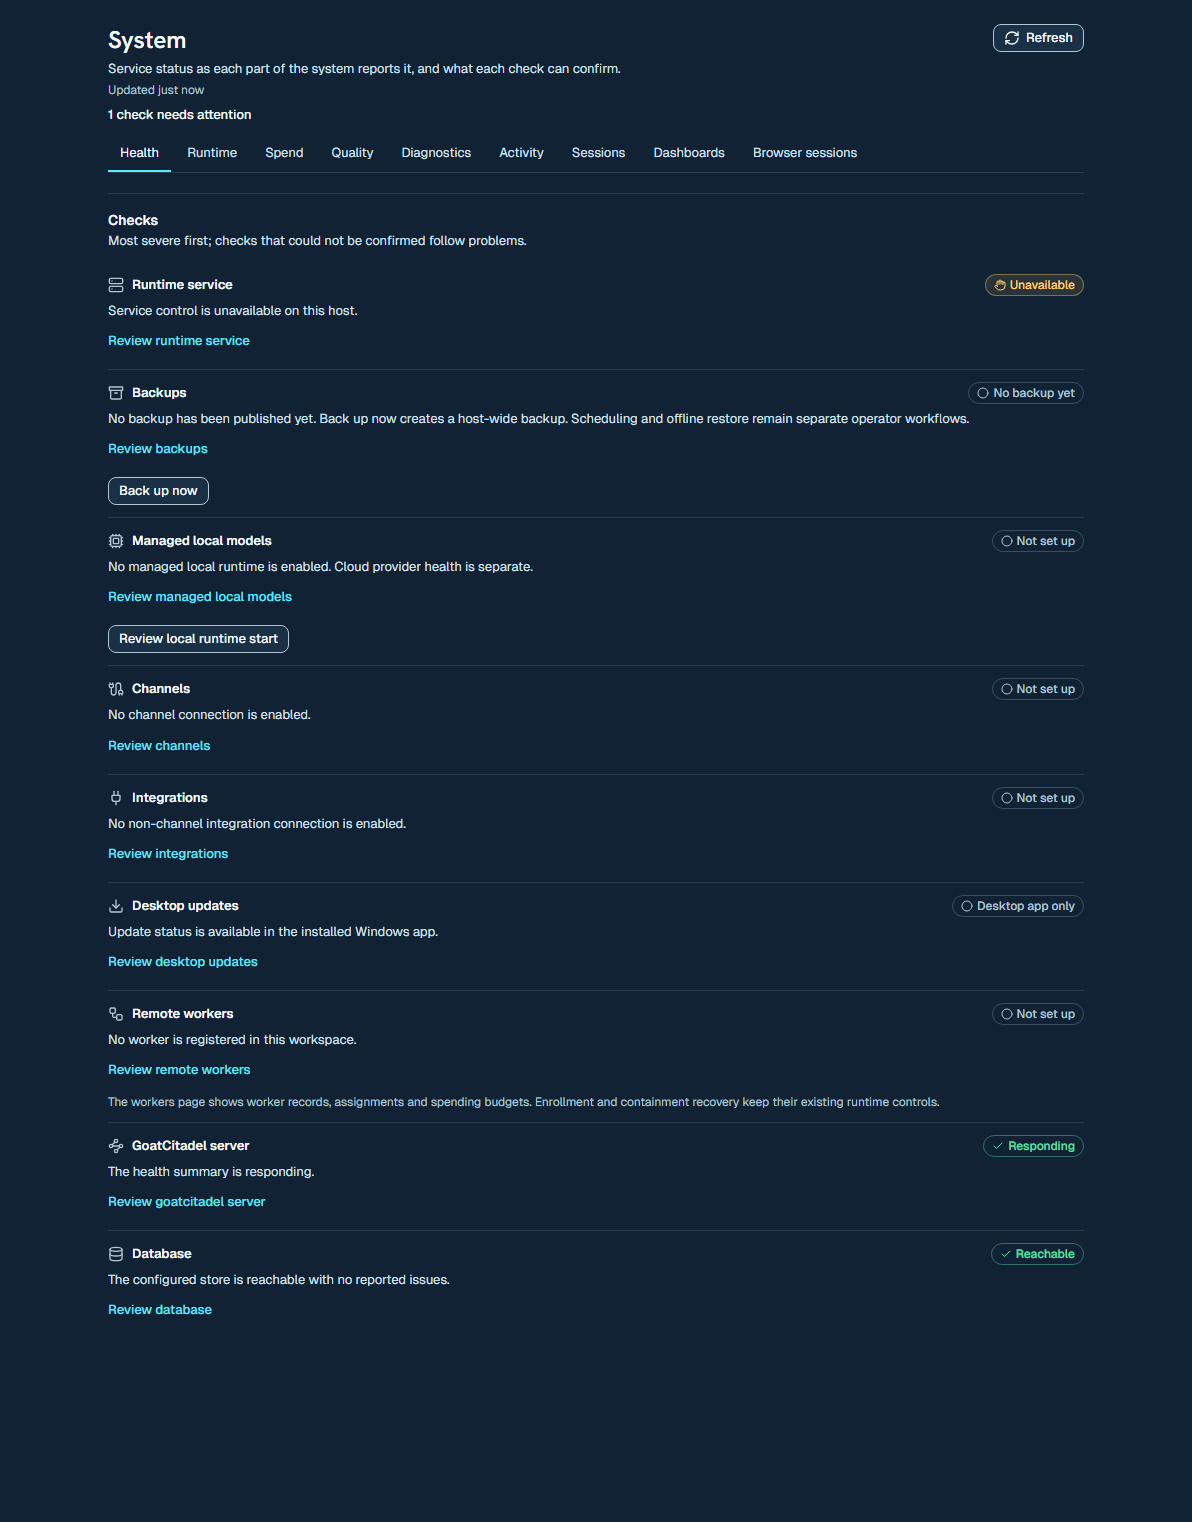 System
Refresh
Service status as each part of the system reports it, and what each check can confirm.
Updated just now
1 check needs attention
Health Runtime Spend Quality Diagnostics Activity Sessions Dashboards Browser sessions
Checks
Most severe first; checks that could not be confirmed follow problems.
Runtime service
Unavailable
Service control is unavailable on this host.
Review runtime service
Backups
No backup yet
No backup has been published yet. Back up now creates a host-wide backup. Scheduling and offline restore remain separate operator workflows.
Review backups
Back up now
Managed local models
Not set up
No managed local runtime is enabled. Cloud provider health is separate.
Review managed local models
Review local runtime start
Channels
Not set up
No channel connection is enabled.
Review channels
Integrations
Not set up
No non-channel integration connection is enabled.
Review integrations
Desktop updates
Desktop app only
Update status is available in the installed Windows app.
Review desktop updates
Remote workers
Not set up
No worker is registered in this workspace.
Review remote workers
The workers page shows worker records, assignments and spending budgets. Enrollment and containment recovery keep their existing runtime controls.
GoatCitadel server
Responding
The health summary is responding.
Review goatcitadel server
Database
Reachable
The configured store is reachable with no reported issues.
Review database